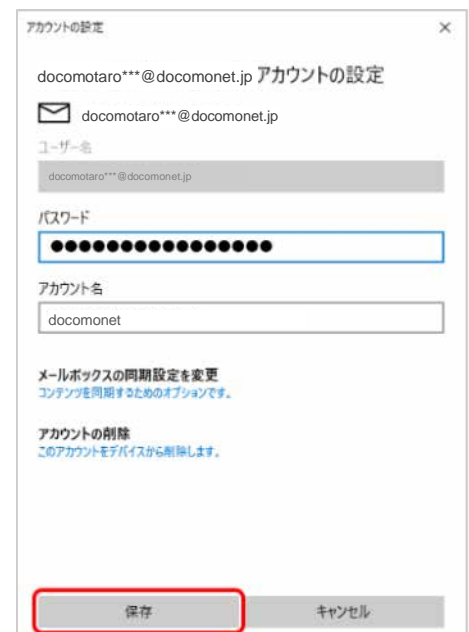 アカウントの設定
docomotaro***@docomonet.jp アカウントの設定
docomotaro***@docomonet.jp
ユーザー名
docomotaro***@docomonet.jp
パスワード
●●●●●●●●●●●●●●●●
アカウント名
docomonet
メールボックスの同期設定を変更
コンテンツを同期するためのオプションです。
アカウントの削除
このアカウントをデバイスから削除します。
保存 キャンセル